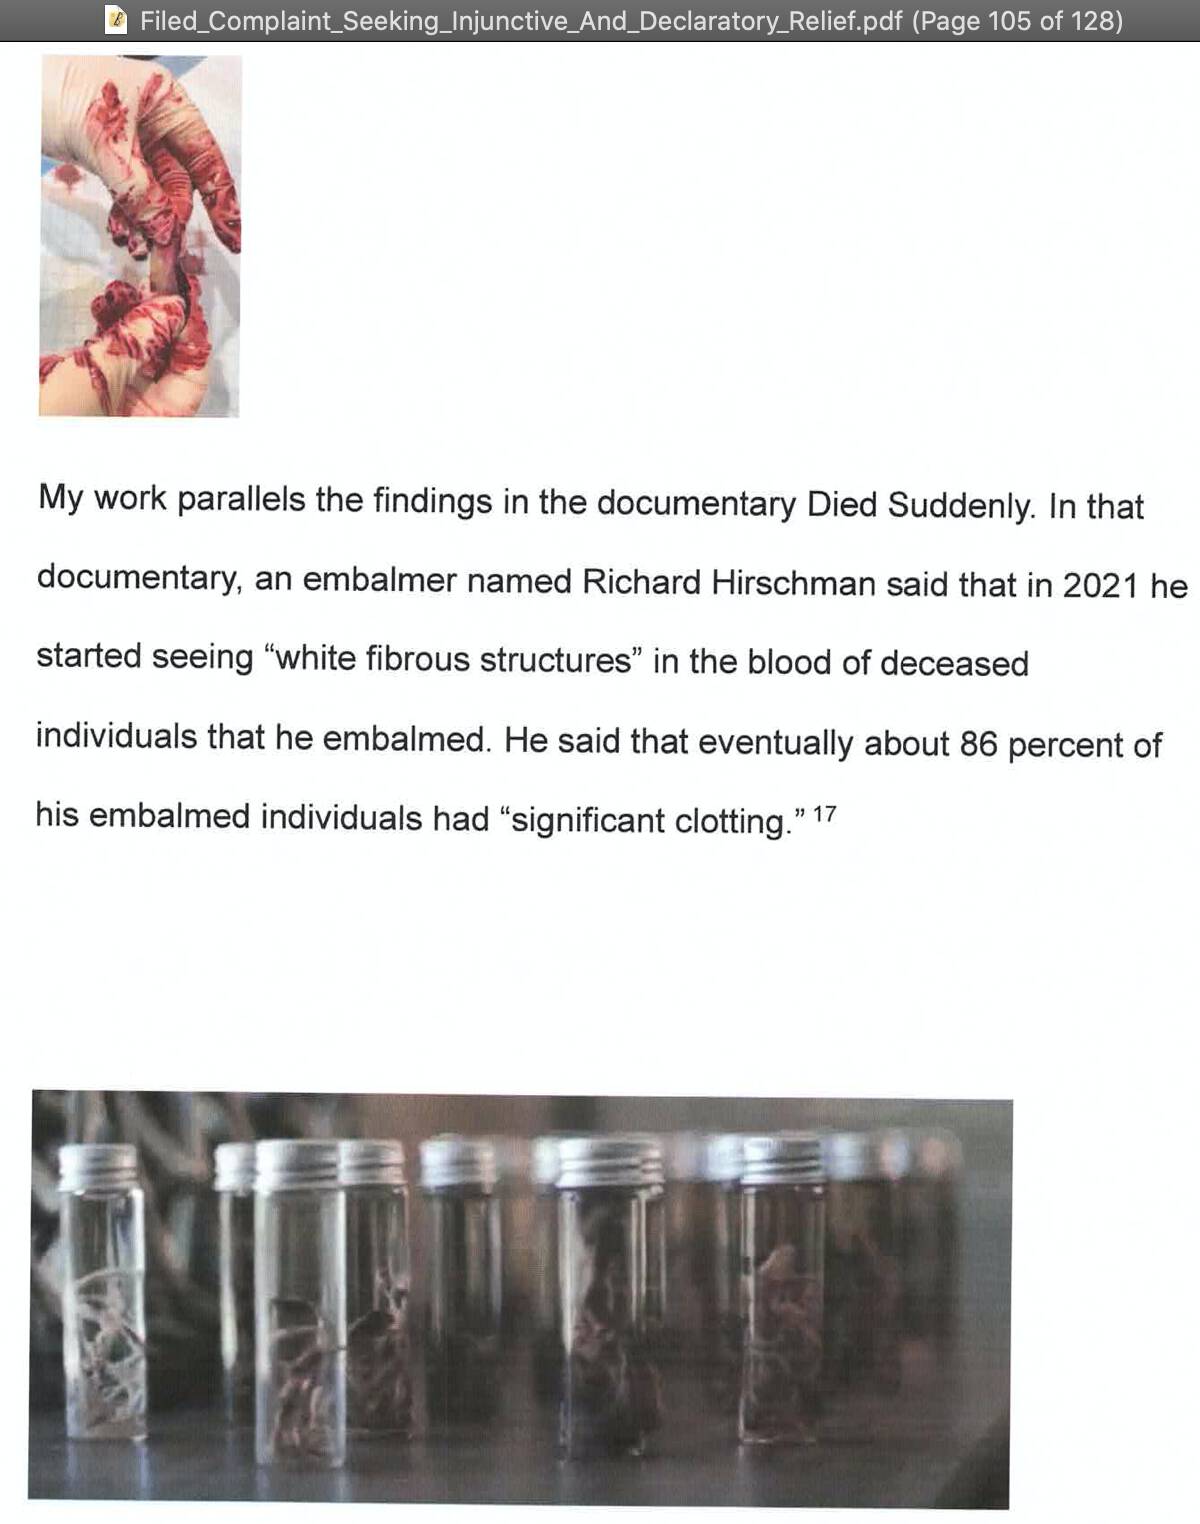 Filed_Complaint_Seeking_Injunctive_And_Declaratory_Relief.pdf (Page 105 of 128)
My work parallels the findings in the documentary Died Suddenly. In that
documentary, an embalmer named Richard Hirschman said that in 2021 he
started seeing “white fibrous structures” in the blood of deceased
individuals that he embalmed. He said that eventually about 86 percent of
his embalmed individuals had “significant clotting.” 17